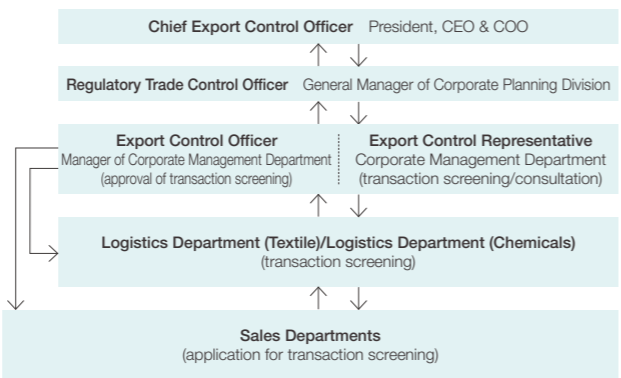 Chief Export Control Officer President, CEO & COO
Regulatory Trade Control Officer General Manager of Corporate Planning Division
Export Control Officer
Manager of Corporate Management Department
(approval of transaction screening)
Export Control Representative
Corporate Management Department
(transaction screening/consultation)
Logistics Department (Textile)/Logistics Department (Chemicals)
(transaction screening)
Sales Departments
(application for transaction screening)